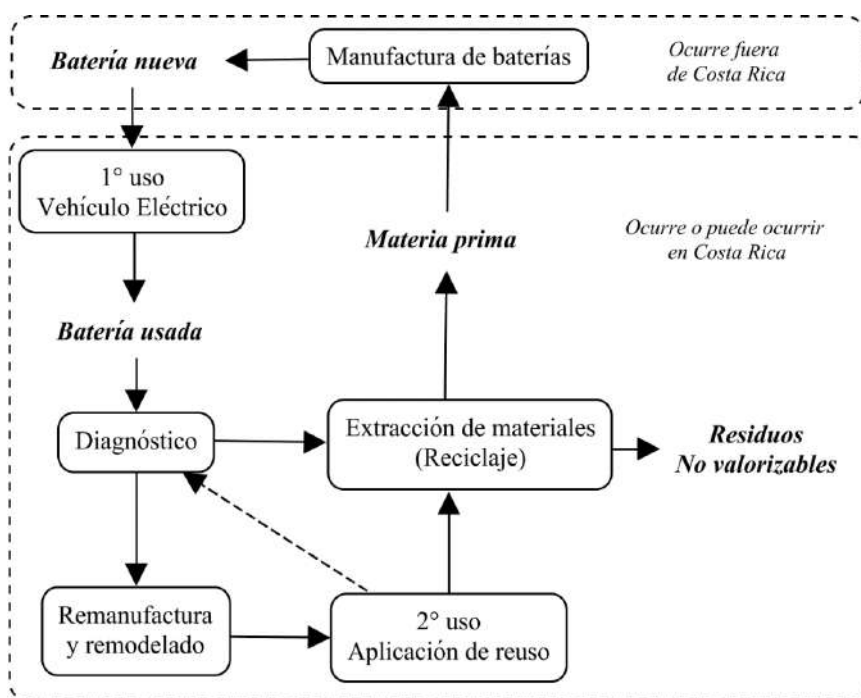 Batería nueva
Manufactura de baterías
Ocurre fuera
de Costa Rica
1° uso
Vehículo Eléctrico
Materia prima
Ocurre o puede ocurrir
en Costa Rica
Batería usada
Diagnóstico
Extracción de materiales
(Reciclaje)
Residuos
No valorizables
Remanufactura
y remodelado
2° uso
Aplicación de reuso